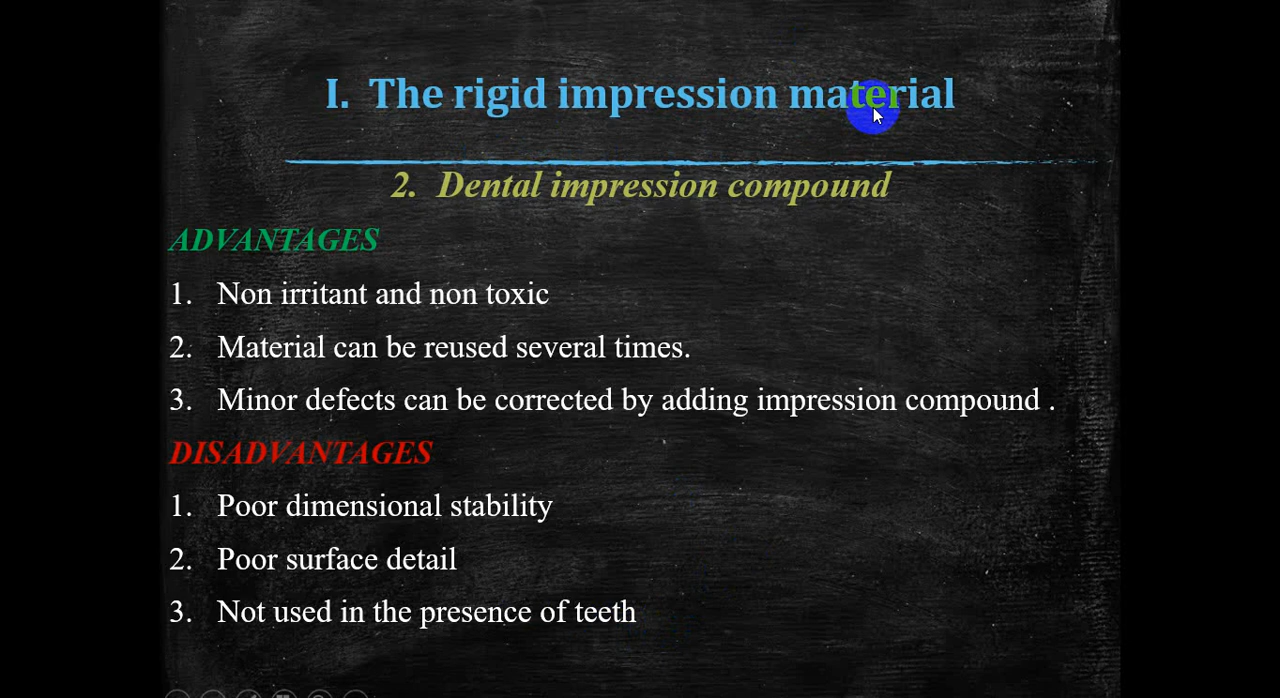 I. The rigid impression material
2. Dental impression compound
ADVANTAGES
1. Non irritant and non toxic
2. Material can be reused several times.
3. Minor defects can be corrected by adding impression compound .
DISADVANTAGES
1. Poor dimensional stability
2. Poor surface detail
3. Not used in the presence of teeth